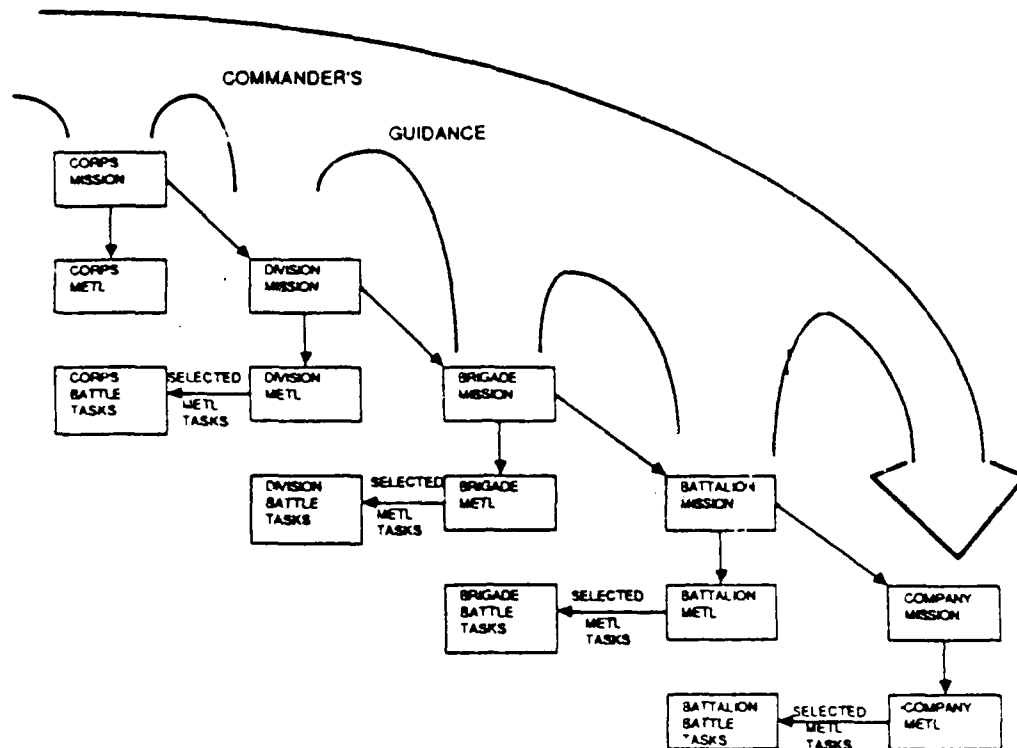 COMMANDER'S
GUIDANCE
CORPS
MISSION
CORPS
METL
DIVISION
MISSION
CORPS
BATTLE
TASKS
SELECTED
METL
TASKS
DIVISION
METL
BRIGADE
MISSION
DIVISION
BATTLE
TASKS
SELECTED
METL
TASKS
BRIGADE
METL
BATTALION
MISSION
BRIGADE
BATTLE
TASKS
SELECTED
METL
TASKS
BATTALION
METL
COMPANY
MISSION
BATTALION
BATTLE
TASKS
SELECTED
METL
TASKS
COMPANY
METL